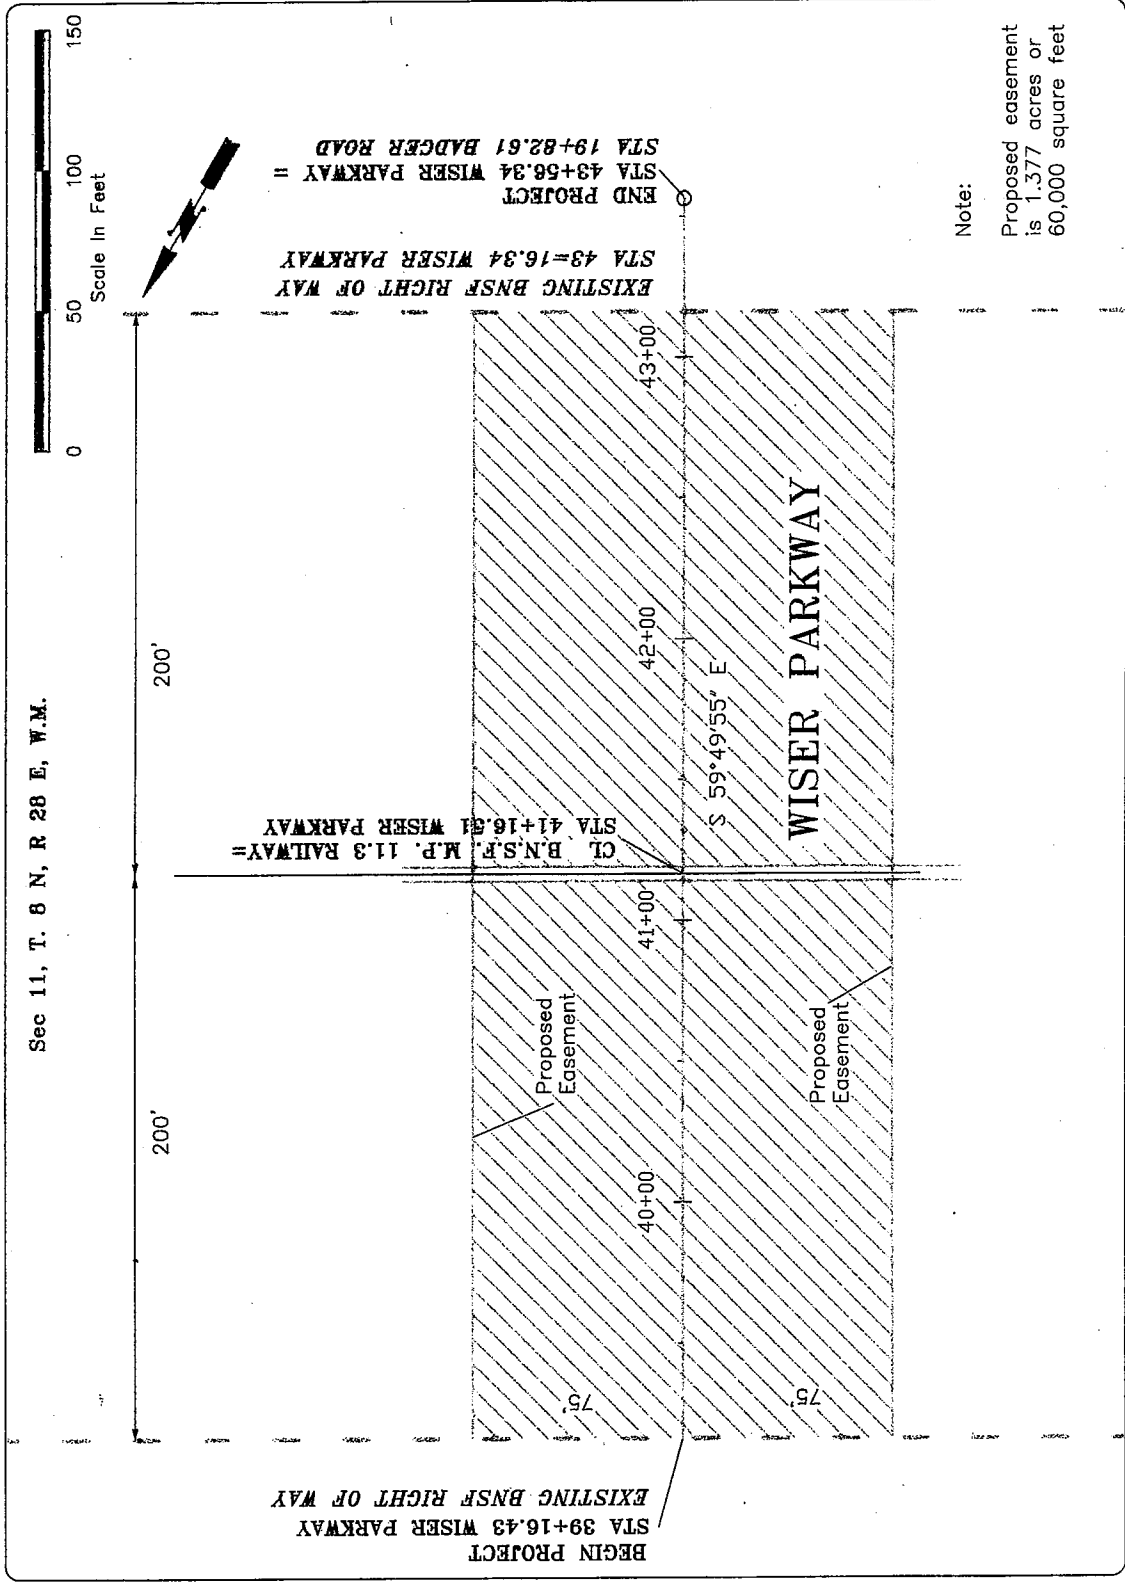 Sec 11, T. 8 N, R 28 E, W.M.
0 50 100 150
Scale In Feet
200'
200'
BEGIN PROJECT
STA 39+16.43 WISER PARKWAY
EXISTING BNSF RIGHT OF WAY
CL B.N.S.F. M.P. 11.3 RAILWAY=
STA 41+16.51 WISER PARKWAY
EXISTING BNSF RIGHT OF WAY
STA 43=16.34 WISER PARKWAY
END PROJECT
STA 43+56.34 WISER PARKWAY =
STA 19+82.61 BADGER ROAD
Proposed
Easement
40+00
41+00
42+00
43+00
S 59°49'55" E
75'
75'
WISER PARKWAY
Proposed
Easement
Note:
Proposed easement
is 1.377 acres or
60,000 square feet